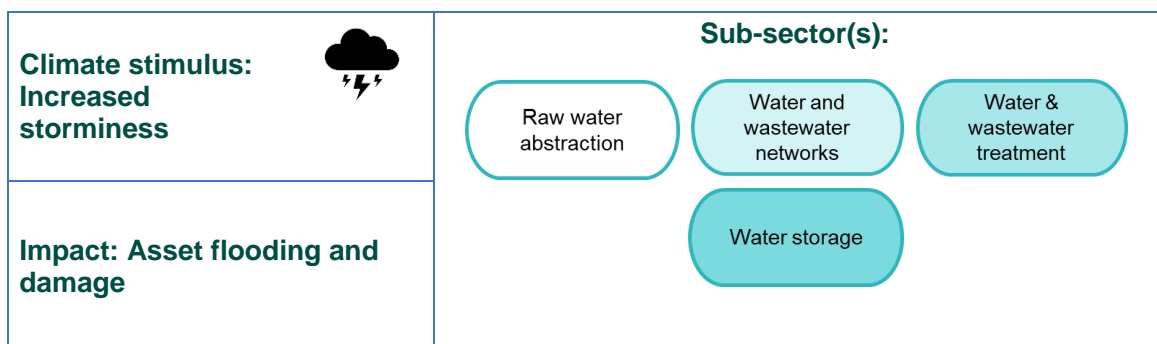 Climate stimulus:
Increased
storminess
Impact: Asset flooding and
damage
Sub-sector(s):
Raw water
abstraction
Water and
wastewater
networks
Water &
wastewater
treatment
Water storage